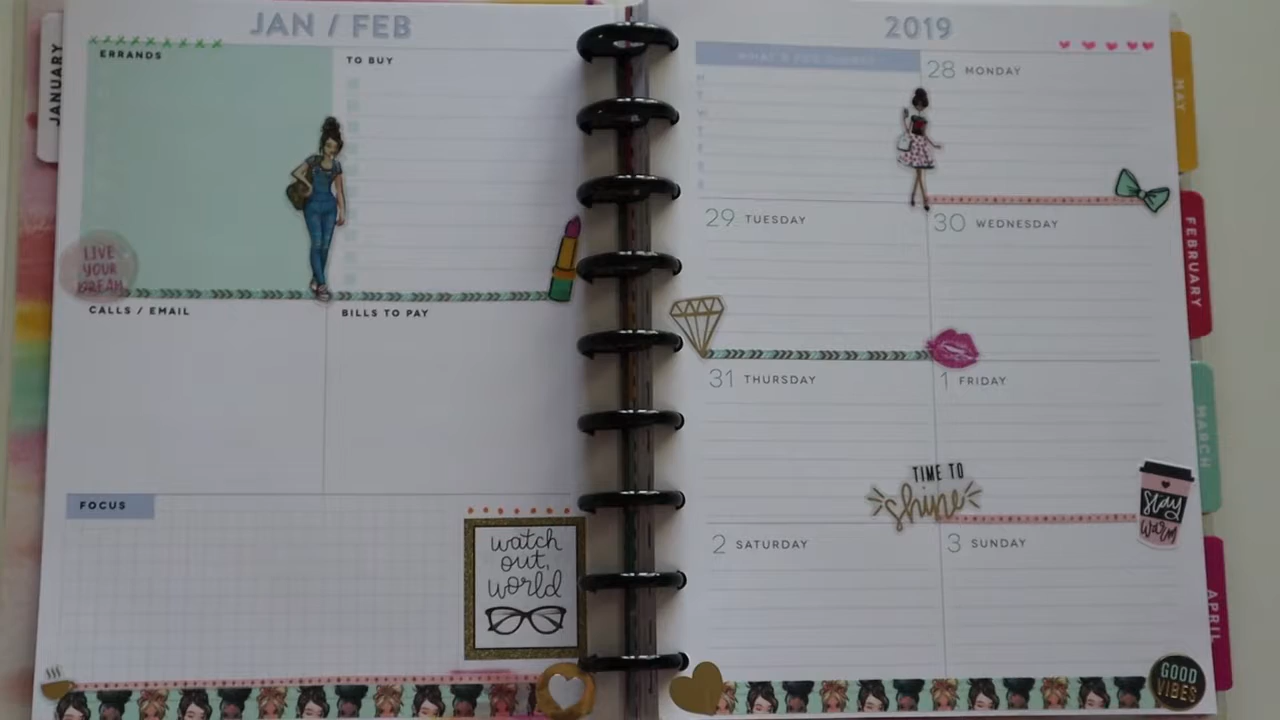 JAN / FEB
JANUARY
ERRANDS
TO BUY
LIVE
YOUR
DREAM
CALLS / EMAIL
BILLS TO PAY
FOCUS
watch
out,
world
2019
28 MONDAY
29 TUESDAY
30 WEDNESDAY
31 THURSDAY
1 FRIDAY
TIME TO
shine
stay
warm
2 SATURDAY
3 SUNDAY
GOOD
VIBES
MAY
FEBRUARY
MARCH
APRIL